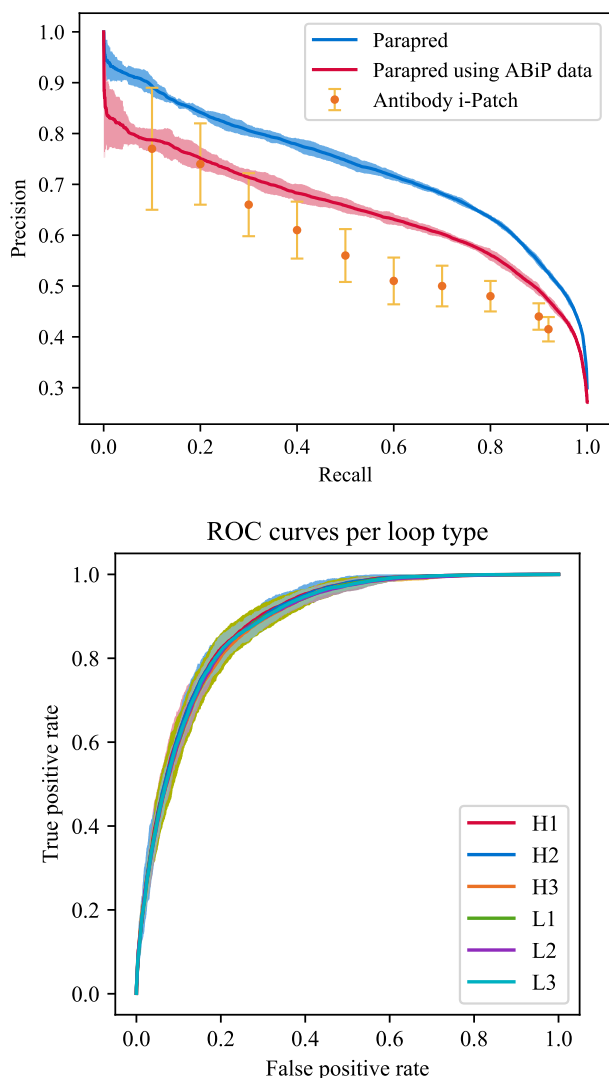 Parapred
Parapred using ABiP data
Antibody i-Patch
1.0
0.9
0.8
0.7
0.6
0.5
0.4
0.3
Precision
0.0 0.2 0.4 0.6 0.8 1.0
Recall
ROC curves per loop type
1.0
0.8
0.6
0.4
0.2
0.0
True positive rate
H1
H2
H3
L1
L2
L3
0.0 0.2 0.4 0.6 0.8 1.0
False positive rate